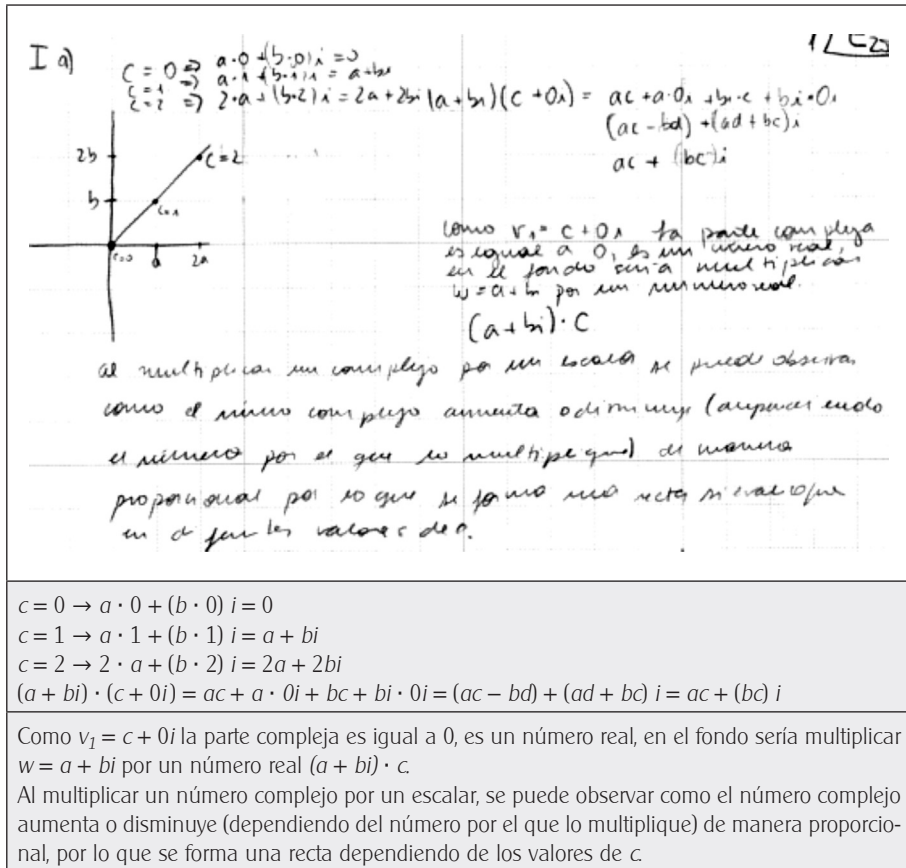 I a)
C = 0 => a·0 + (b·0)i = 0
C = 1 => a·1 + (b·1)i = a+bi
C = 2 => 2·a + (b·2)i = 2a + 2bi
(a+bi)(c+0i) = ac + a·0i + bi·c + bi·0i
(ac - bd) + (ad + bc)i
ac + (bc)i
2b
c=2
b
c=1
c=0
a
2a
como v₁ = c + 0i la parte compleja
es igual a 0, es un número real,
en el fondo sería multiplicar
w = a + bi por un número real.
(a+bi)·C
al multiplicar un complejo por un escalar se puede observar
como el número complejo aumenta o disminuye
el número por el que lo multiplique) de manera
proporcional por lo que se forma una recta
valores de c.
c = 0 → a · 0 + (b · 0) i = 0
c = 1 → a · 1 + (b · 1) i = a + bi
c = 2 → 2 · a + (b · 2) i = 2a + 2bi
(a + bi) · (c + 0i) = ac + a · 0i + bc + bi · 0i = (ac – bd) + (ad + bc) i = ac + (bc) i
Como v₁ = c + 0i la parte compleja es igual a 0, es un número real, en el fondo sería multiplicar
w = a + bi por un número real (a + bi) · c.
Al multiplicar un número complejo por un escalar, se puede observar como el número complejo
aumenta o disminuye (dependiendo del número por el que lo multiplique) de manera proporcio-
nal, por lo que se forma una recta dependiendo de los valores de c.